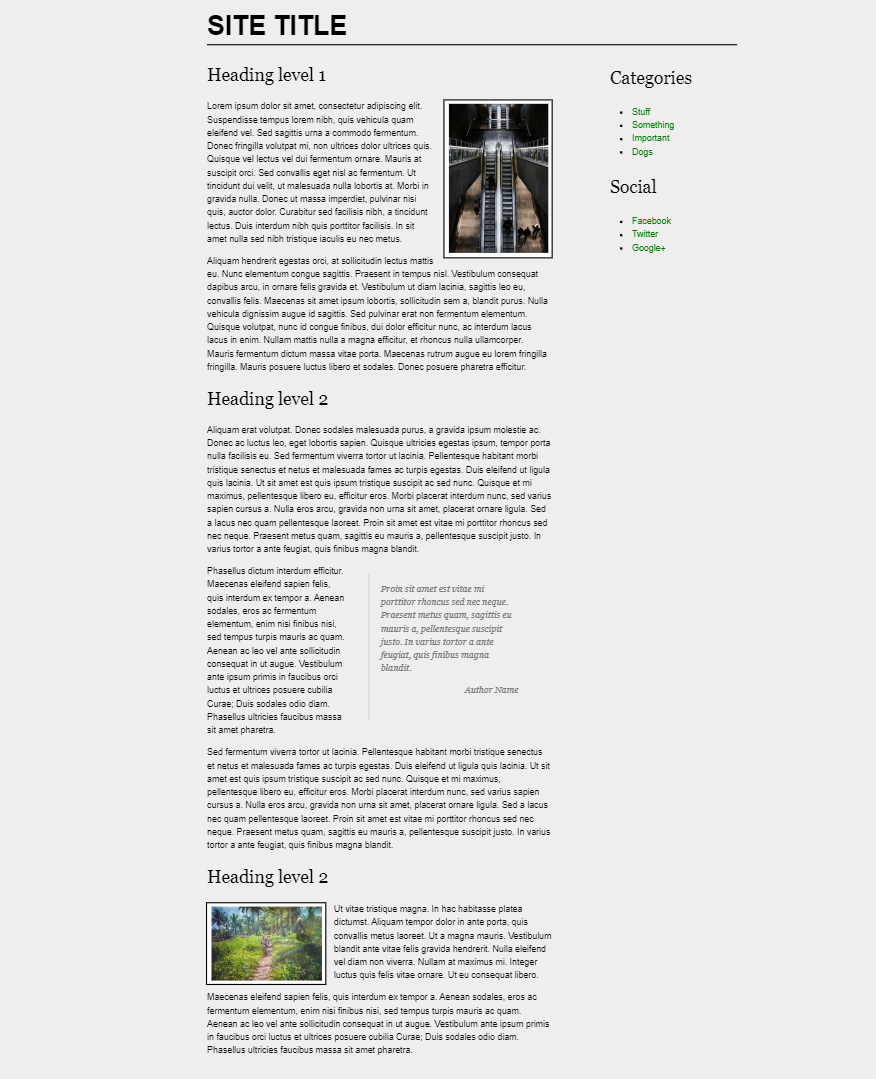 SITE TITLE
Heading level 1
Lorem ipsum dolor sit amet, consectetur adipiscing elit.
Suspendisse tempus lorem nibh, quis vehicula quam
eleifend vel. Sed sagittis urna a commodo fermentum.
Donec fringilla volutpat mi, non ultrices dolor ultrices quis.
Quisque vel lectus vel dui fermentum ornare. Mauris at
suscipit orci. Sed convallis eget nisl ac fermentum. Ut
tincidunt dui velit, ut malesuada nulla lobortis at. Morbi in
gravida nulla. Donec ut massa imperdiet, pulvinar nisi
quis, auctor dolor. Curabitur sed facilisis nibh, a tincidunt
lectus. Duis interdum nibh quis porttitor facilisis. In sit
amet nulla sed nibh tristique iaculis eu nec metus.
Aliquam hendrerit egestas orci, at sollicitudin lectus mattis
eu. Nunc elementum congue sagittis. Praesent in tempus nisl. Vestibulum consequat
dapibus arcu, in ornare felis gravida et. Vestibulum ut diam lacinia, sagittis leo eu,
convallis felis. Maecenas sit amet ipsum lobortis, sollicitudin sem a, blandit purus. Nulla
vehicula dignissim augue id sagittis. Sed pulvinar erat non fermentum elementum.
Quisque volutpat, nunc id congue finibus, dui dolor efficitur nunc, ac interdum lacus
lacus in enim. Nullam mattis nulla a magna efficitur, et rhoncus nulla ullamcorper.
Mauris fermentum dictum massa vitae porta. Maecenas rutrum augue eu lorem fringilla
fringilla. Mauris posuere luctus libero et sodales. Donec posuere pharetra efficitur.
Heading level 2
Aliquam erat volutpat. Donec sodales malesuada purus, a gravida ipsum molestie ac.
Donec ac luctus leo, eget lobortis sapien. Quisque ultricies egestas ipsum, tempor porta
nulla facilisis eu. Sed fermentum viverra tortor ut lacinia. Pellentesque habitant morbi
tristique senectus et netus et malesuada fames ac turpis egestas. Duis eleifend ut ligula
quis lacinia. Ut sit amet est quis ipsum tristique suscipit ac sed nunc. Quisque et mi
maximus, pellentesque libero eu, efficitur eros. Morbi placerat interdum nunc, sed varius
sapien cursus a. Nulla eros arcu, gravida non urna sit amet, placerat ornare ligula. Sed
a lacus nec quam pellentesque laoreet. Proin sit amet est vitae mi porttitor rhoncus sed
nec neque. Praesent metus quam, sagittis eu mauris a, pellentesque suscipit justo. In
varius tortor a ante feugiat, quis finibus magna blandit.
Phasellus dictum interdum efficitur.
Maecenas eleifend sapien felis,
quis interdum ex tempor a. Aenean
sodales, eros ac fermentum
elementum, enim nisi finibus nisi,
sed tempus turpis mauris ac quam.
Aenean ac leo vel ante sollicitudin
consequat in ut augue. Vestibulum
ante ipsum primis in faucibus orci
luctus et ultrices posuere cubilia
Curae; Duis sodales odio diam.
Phasellus ultricies faucibus massa
sit amet pharetra.
Proin sit amet est vitae mi
porttitor rhoncus sed nec neque.
Praesent metus quam, sagittis eu
mauris a, pellentesque suscipit
justo. In varius tortor a ante
feugiat, quis finibus magna
blandit.
Author Name
Sed fermentum viverra tortor ut lacinia. Pellentesque habitant morbi tristique senectus
et netus et malesuada fames ac turpis egestas. Duis eleifend ut ligula quis lacinia. Ut sit
amet est quis ipsum tristique suscipit ac sed nunc. Quisque et mi maximus,
pellentesque libero eu, efficitur eros. Morbi placerat interdum nunc, sed varius sapien
cursus a. Nulla eros arcu, gravida non urna sit amet, placerat ornare ligula. Sed a lacus
nec quam pellentesque laoreet. Proin sit amet est vitae mi porttitor rhoncus sed nec
neque. Praesent metus quam, sagittis eu mauris a, pellentesque suscipit justo. In varius
tortor a ante feugiat, quis finibus magna blandit.
Heading level 2
Ut vitae tristique magna. In hac habitasse platea
dictumst. Aliquam tempor dolor in ante porta, quis
convallis metus laoreet. Ut a magna mauris. Vestibulum
blandit ante vitae felis gravida hendrerit. Nulla eleifend
vel diam non viverra. Nullam at maximus mi. Integer
luctus quis felis vitae ornare. Ut eu consequat libero.
Maecenas eleifend sapien felis, quis interdum ex tempor a. Aenean sodales, eros ac
fermentum elementum, enim nisi finibus nisi, sed tempus turpis mauris ac quam.
Aenean ac leo vel ante sollicitudin consequat in ut augue. Vestibulum ante ipsum primis
in faucibus orci luctus et ultrices posuere cubilia Curae; Duis sodales odio diam.
Phasellus ultricies faucibus massa sit amet pharetra.
Categories
Stuff
Something
Important
Dogs
Social
Facebook
Twitter
Google+